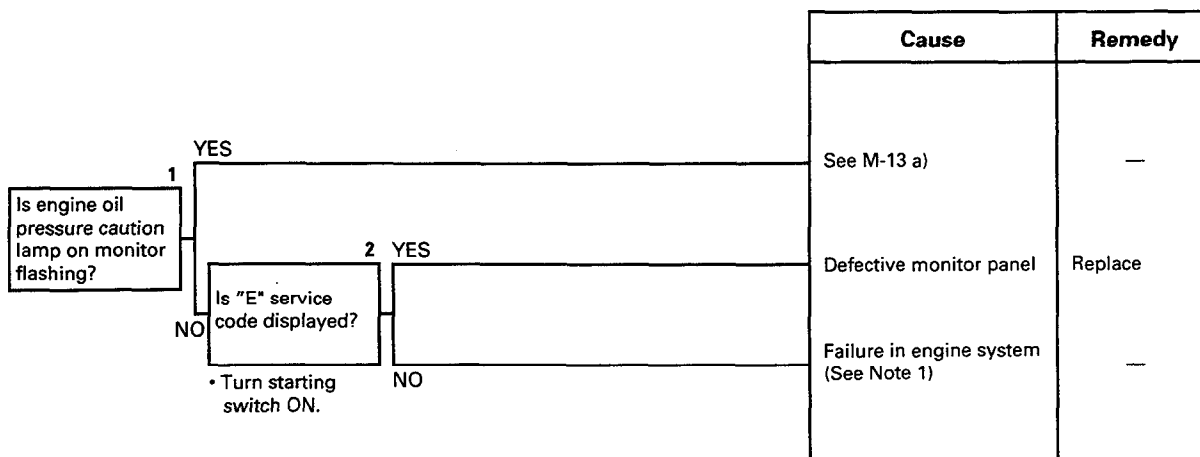 Cause
Remedy
YES
See M-13 a)
—
1
Is engine oil
pressure caution
lamp on monitor
flashing?
2
YES
Defective monitor panel
Replace
Is "E" service
code displayed?
NO
Failure in engine system
(See Note 1)
—
NO
• Turn starting
switch ON.